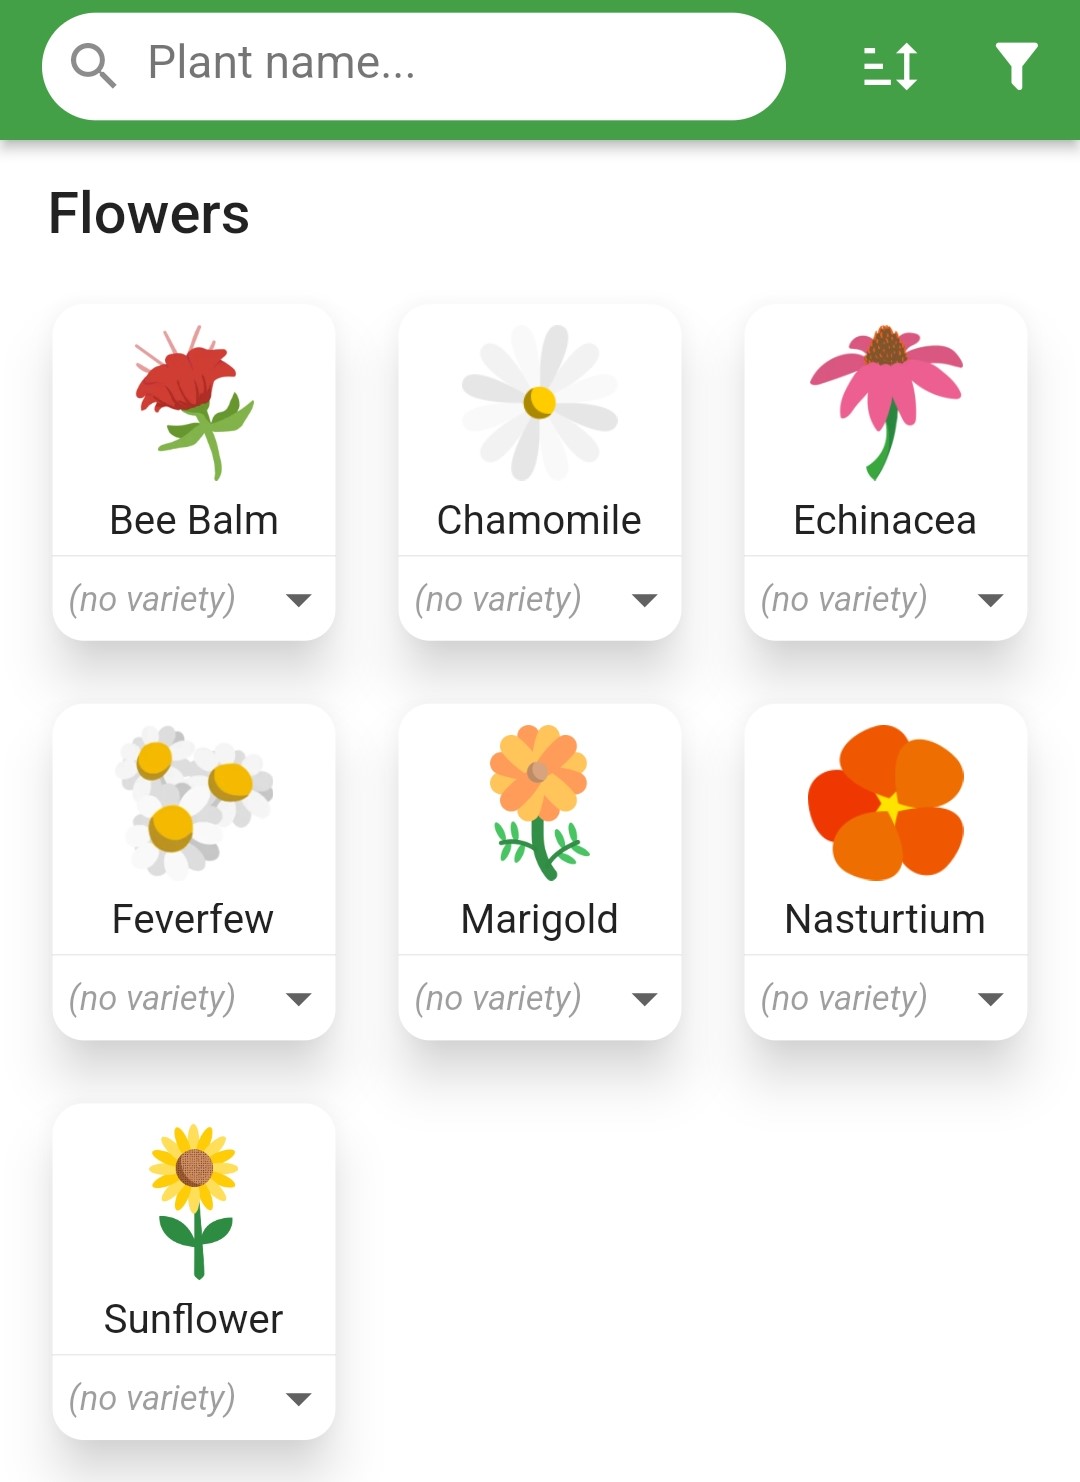 Plant name...
Flowers
Bee Balm
Chamomile
Echinacea
(no variety)
(no variety)
(no variety)
Feverfew
Marigold
Nasturtium
(no variety)
(no variety)
(no variety)
Sunflower
(no variety)